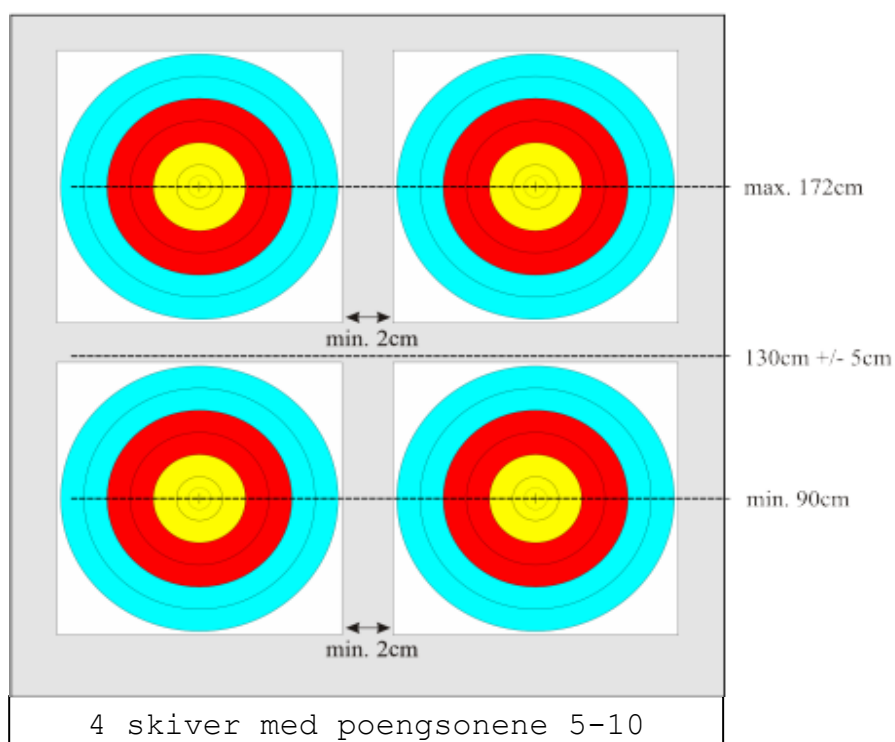 max. 172cm
min. 2cm
130cm +/- 5cm
min. 90cm
min. 2cm
4 skiver med poengsonene 5-10